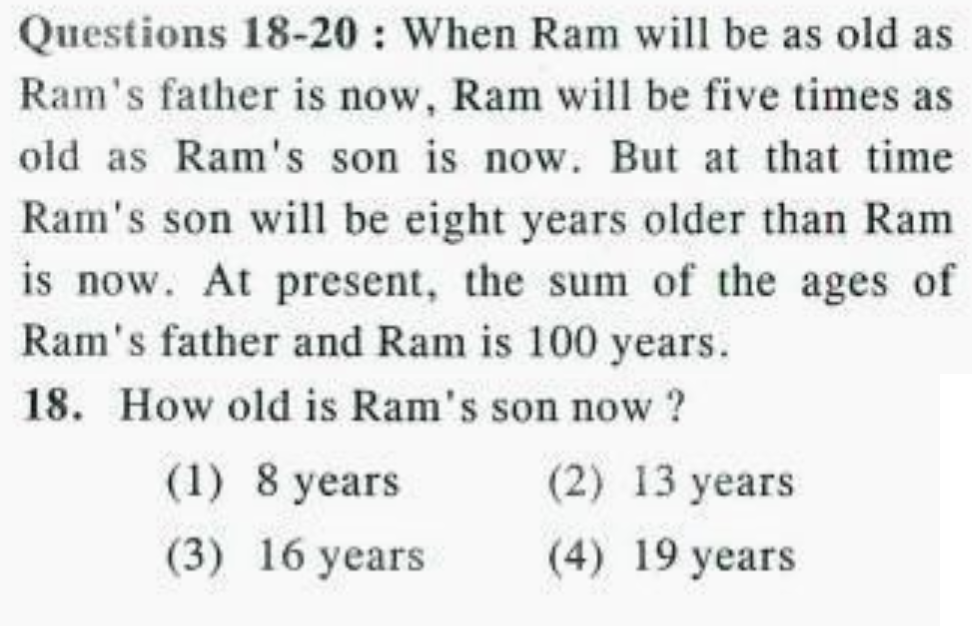 Questions 18-20 : When Ram will be as old as
Ram's father is now, Ram will be five times as
old as Ram's son is now. But at that time
Ram's son will be eight years older than Ram
is now. At present, the sum of the ages of
Ram's father and Ram is 100 years.
18. How old is Ram's son now ?
(1) 8 years (2) 13 years
(3) 16 years (4) 19 years